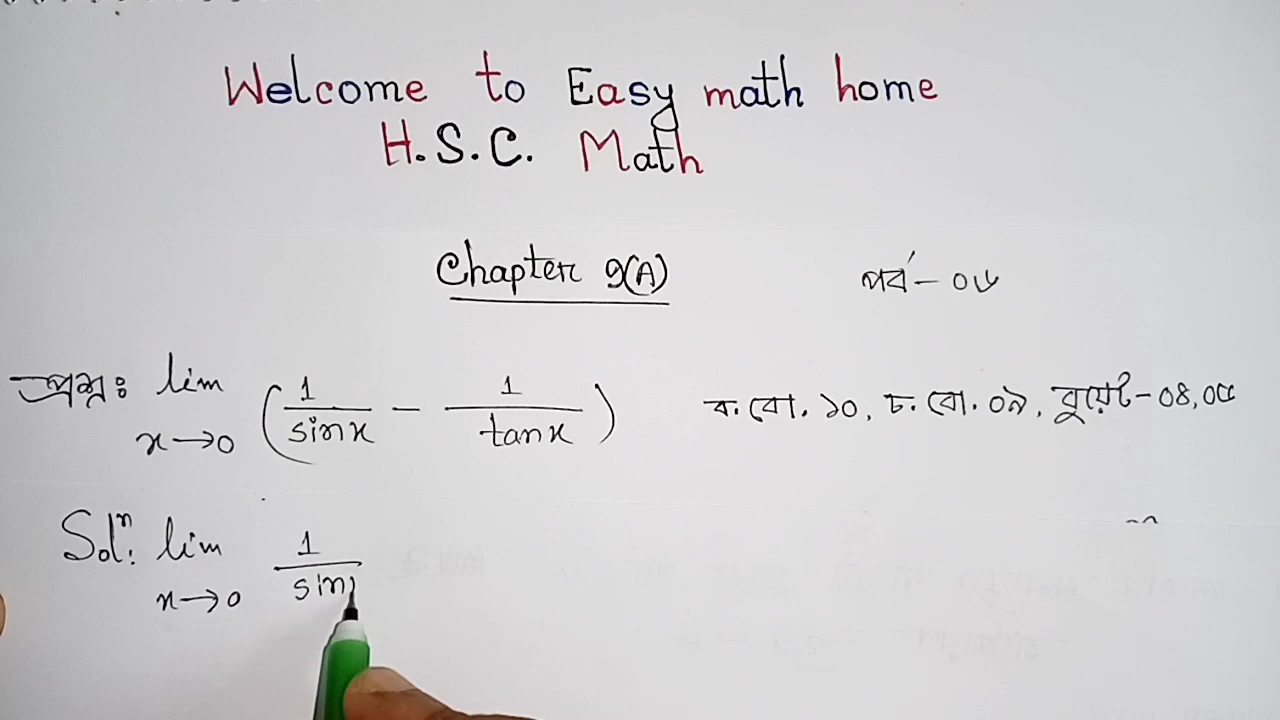 Welcome to Easy math home
H.S.C. Math
Chapter 9(A)
পর্ব - ০৬
প্রশ্নঃ lim x→0 (1/sinx − 1/tanx) ব. বো. ১০, চ. বো. ০৯, বুয়েট-০৪,০৫
Solⁿ: lim x→0 1/sin